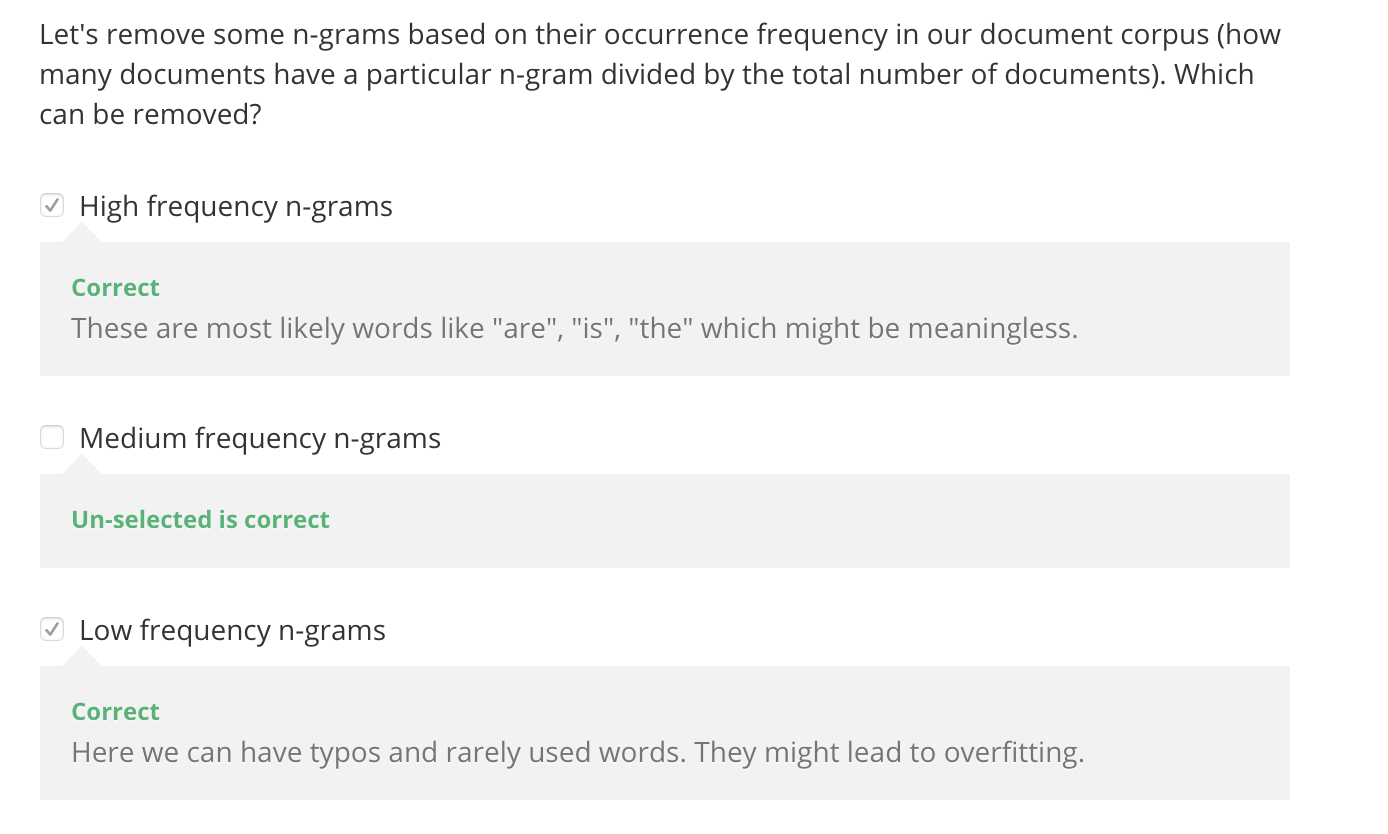 Let's remove some n-grams based on their occurrence frequency in our document corpus (how
many documents have a particular n-gram divided by the total number of documents). Which
can be removed?
High frequency n-grams
Correct
These are most likely words like "are", "is", "the" which might be meaningless.
Medium frequency n-grams
Un-selected is correct
Low frequency n-grams
Correct
Here we can have typos and rarely used words. They might lead to overfitting.